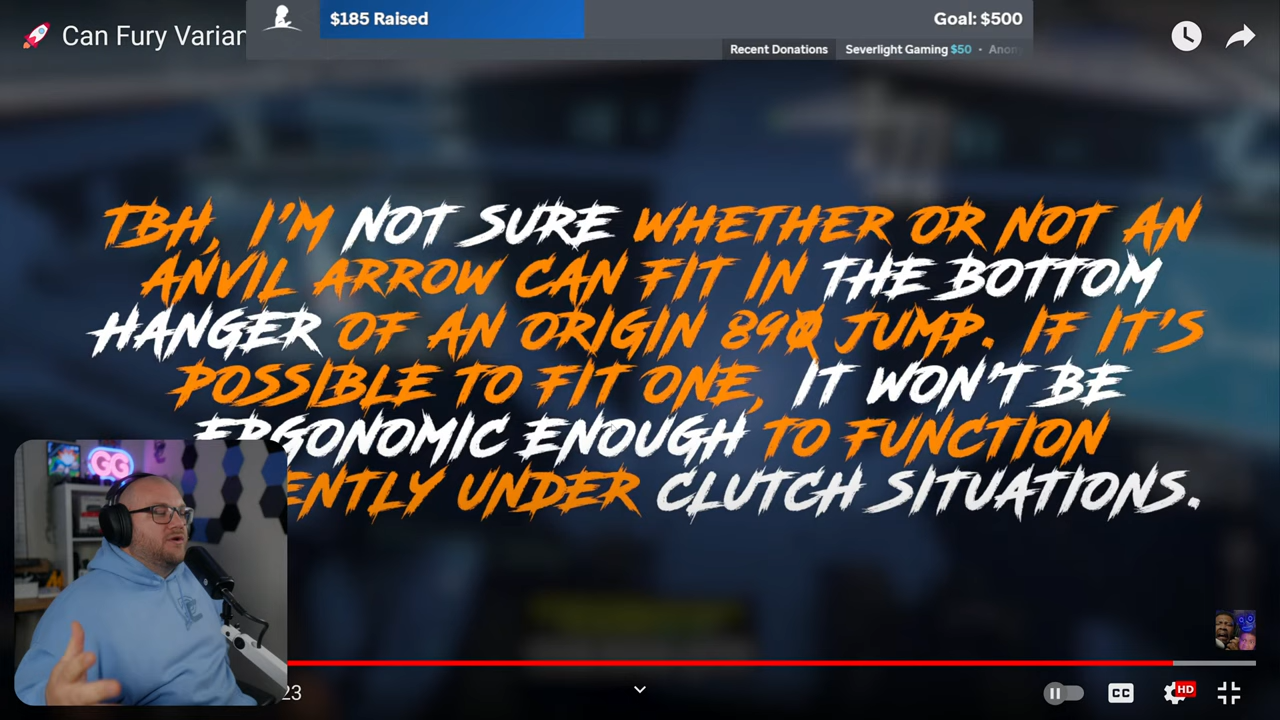 $185 Raised
Goal: $500
🚀 Can Fury Varian
Recent Donations Severlight Gaming $50 • Anon
TBH, I'M NOT SURE WHETHER OR NOT AN
ANVIL ARROW CAN FIT IN THE BOTTOM
HANGER OF AN ORIGIN 890 JUMP. IF IT'S
POSSIBLE TO FIT ONE, IT WON'T BE
ERGONOMIC ENOUGH TO FUNCTION
ENTLY UNDER CLUTCH SITUATIONS.
GG
23
CC
HD